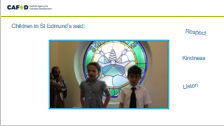 CAFOD
Children in St Edmund's said:
Respect
Kindness
Listen